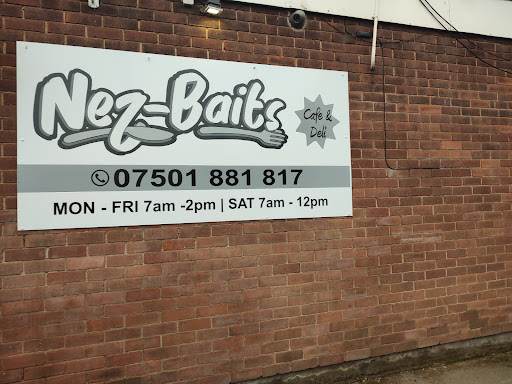 Nez-Baits
Cafe &
Deli
07501 881 817
MON - FRI 7am -2pm | SAT 7am - 12pm